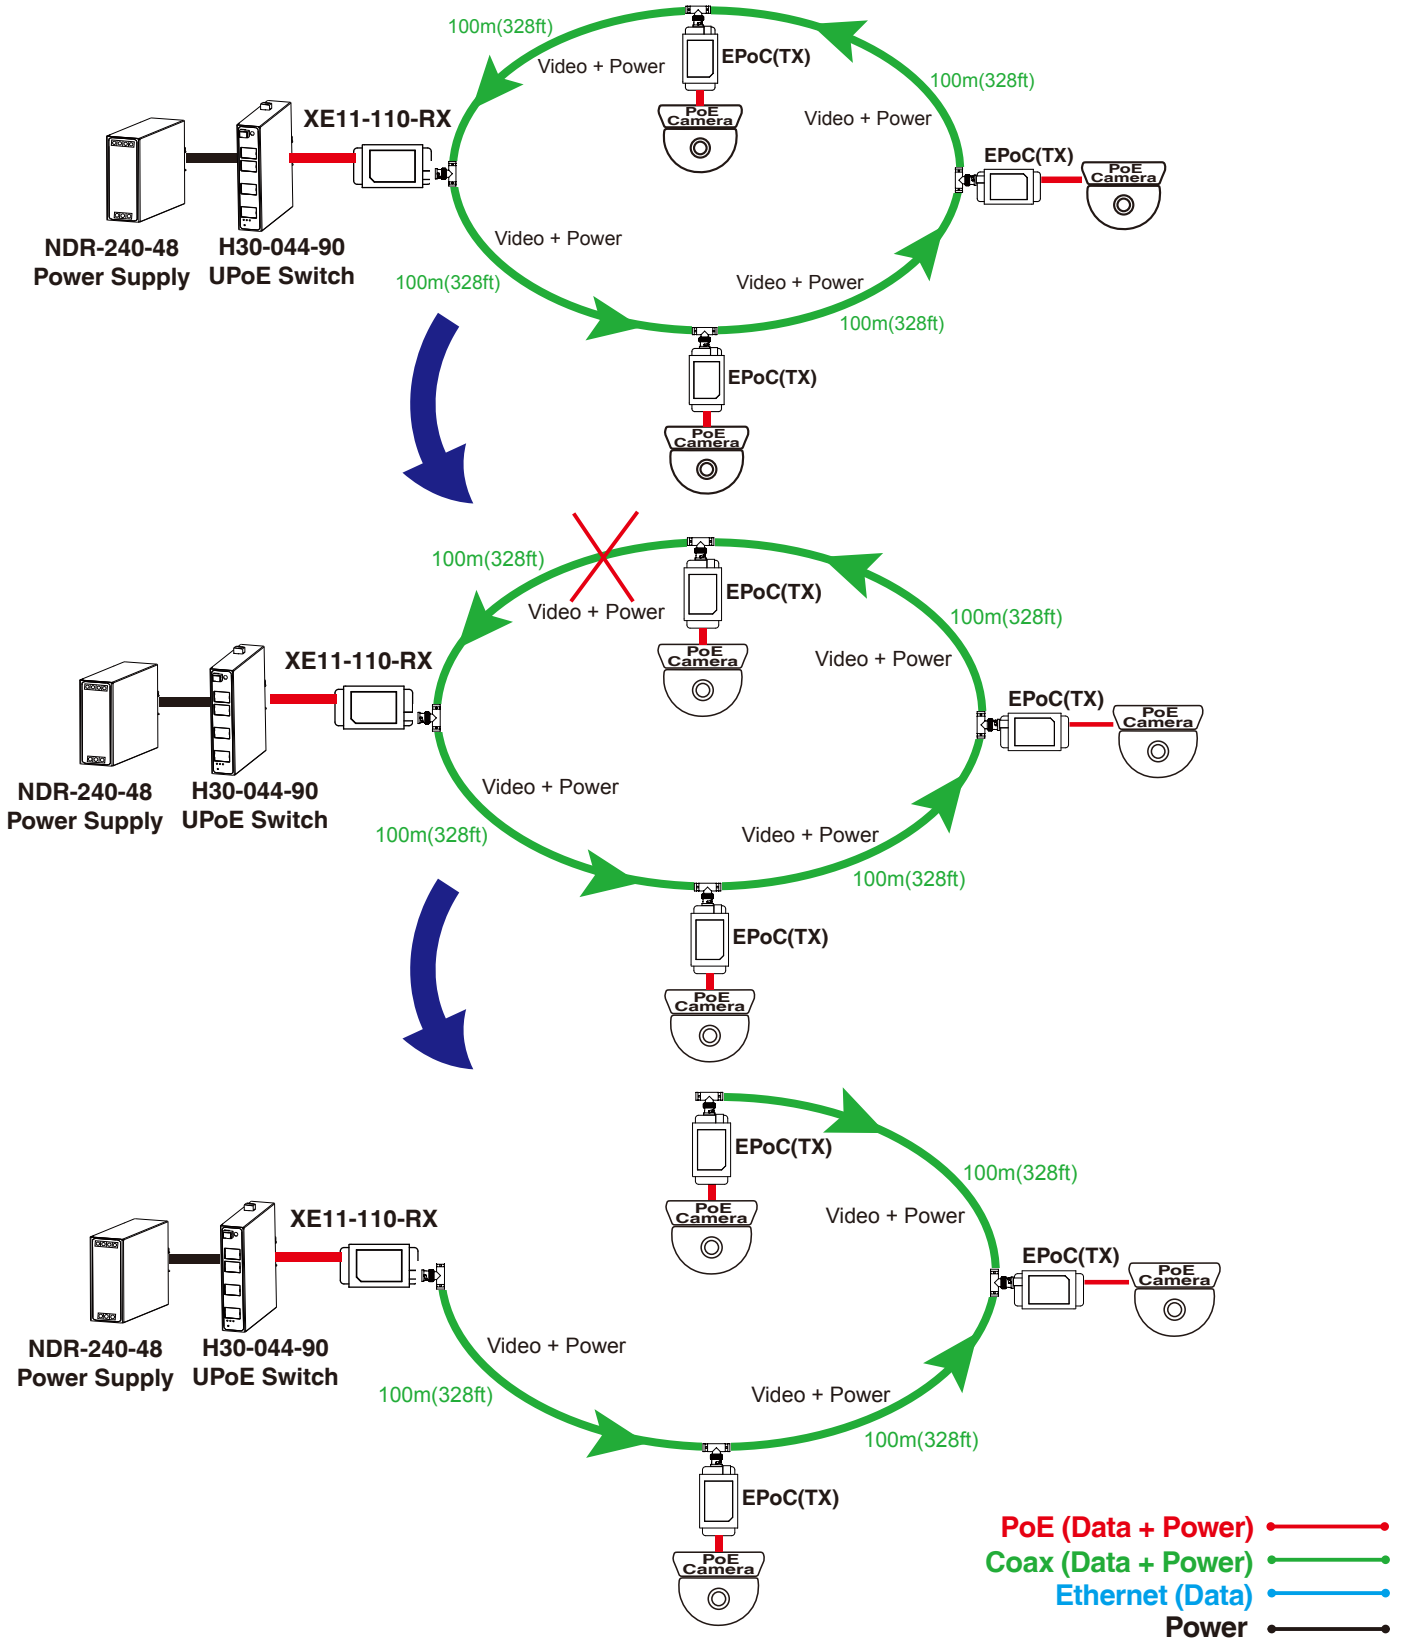 100m(328ft)
Video + Power
EPoC(TX)
PoE
Camera
100m(328ft)
Video + Power
XE11-110-RX
EPoC(TX)
PoE
Camera
NDR-240-48
Power Supply
H30-044-90
UPoE Switch
Video + Power
100m(328ft)
Video + Power
100m(328ft)
EPoC(TX)
PoE
Camera
100m(328ft)
Video + Power
EPoC(TX)
PoE
Camera
100m(328ft)
Video + Power
XE11-110-RX
EPoC(TX)
PoE
Camera
NDR-240-48
Power Supply
H30-044-90
UPoE Switch
Video + Power
100m(328ft)
Video + Power
100m(328ft)
EPoC(TX)
PoE
Camera
EPoC(TX)
PoE
Camera
100m(328ft)
Video + Power
XE11-110-RX
EPoC(TX)
PoE
Camera
NDR-240-48
Power Supply
H30-044-90
UPoE Switch
Video + Power
100m(328ft)
Video + Power
100m(328ft)
EPoC(TX)
PoE
Camera
PoE (Data + Power)
Coax (Data + Power)
Ethernet (Data)
Power